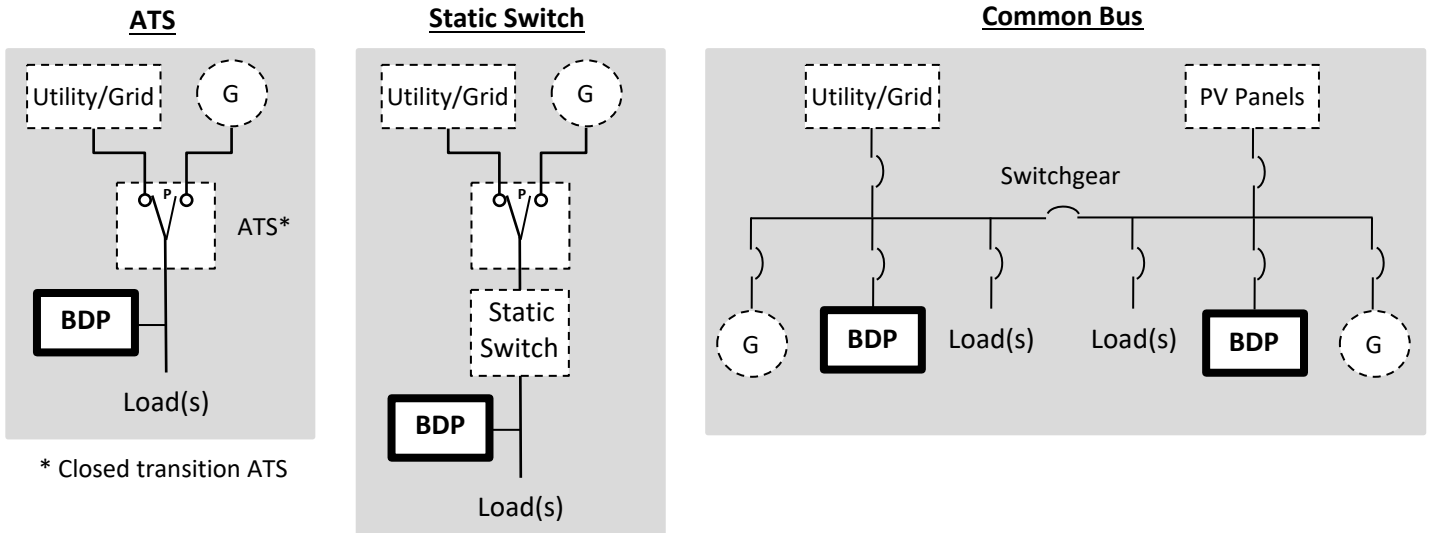 ATS
Utility/Grid
G
P
ATS*
BDP
Load(s)
* Closed transition ATS
Static Switch
Utility/Grid
G
P
Static
Switch
BDP
Load(s)
Common Bus
Utility/Grid
PV Panels
Switchgear
G
BDP
Load(s)
Load(s)
BDP
G